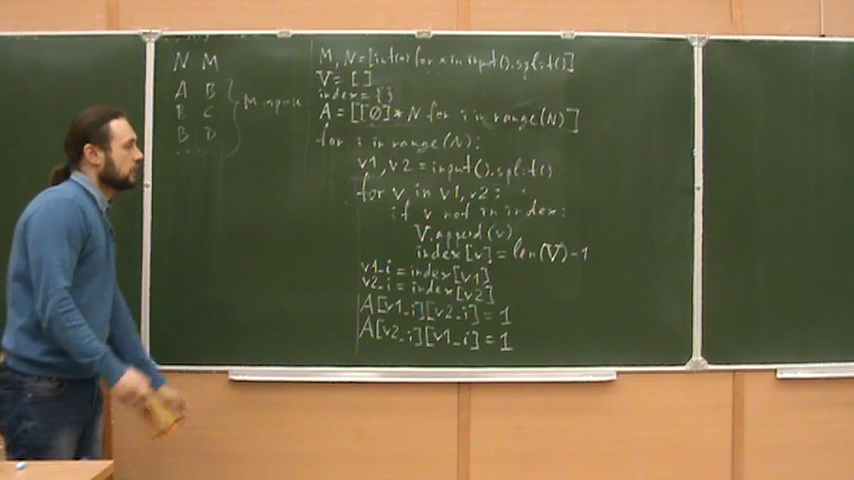 N M
A B
B C
B D
....
M строк
M, N = [int(x) for x in input().split()]
V = []
index = {}
A = [[0]*N for i in range(N)]
for i in range(N):
v1, v2 = input().split()
for v in v1, v2:
if v not in index:
V.append(v)
index[v] = len(V)-1
v1_i = index[v1]
v2_i = index[v2]
A[v1_i][v2_i] = 1
A[v2_i][v1_i] = 1